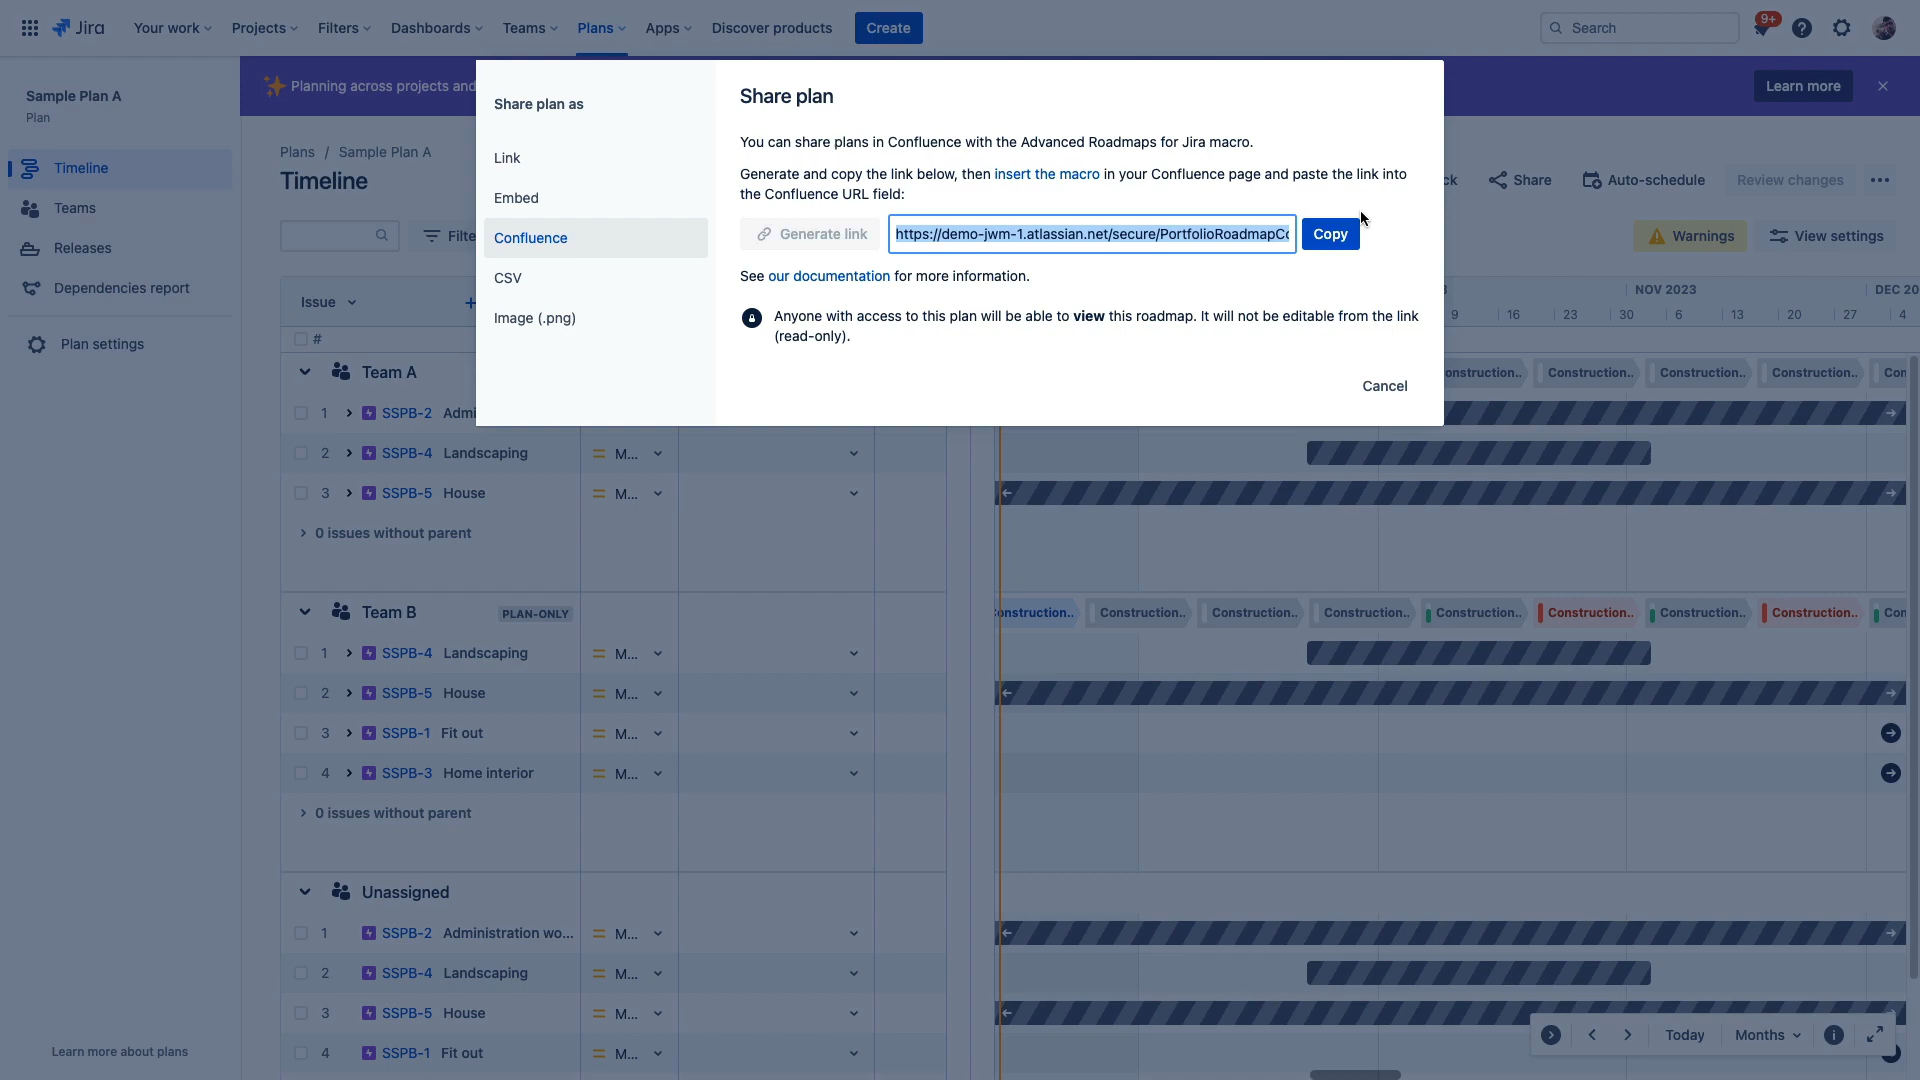 Jira
Your work
Projects
Filters
Dashboards
Teams
Plans
Apps
Discover products
Create
Search
9+
Sample Plan A
Plan
Planning across projects and
Learn more
Timeline
Teams
Releases
Dependencies report
Plan settings
Learn more about plans
Plans / Sample Plan A
Timeline
Share
Auto-schedule
Review changes
Warnings
View settings
Share plan as
Link
Embed
Confluence
CSV
Image (.png)
Share plan
You can share plans in Confluence with the Advanced Roadmaps for Jira macro.
Generate and copy the link below, then insert the macro in your Confluence page and paste the link into
the Confluence URL field:
Generate link
https://demo-jwm-1.atlassian.net/secure/PortfolioRoadmapCo
Copy
See our documentation for more information.
Anyone with access to this plan will be able to view this roadmap. It will not be editable from the link
(read-only).
Cancel
Issue
#
NOV 2023
DEC 20
9 16 23 30 6 13 20 27 4
Team A
onstruction.. Construction.. Construction.. Construction.. Con
1 SSPB-2 Admi
2 SSPB-4 Landscaping M...
3 SSPB-5 House M...
0 issues without parent
Team B PLAN-ONLY
Construction.. Construction.. Construction.. Construction.. Construction.. Construction.. Construction.. Construction.. Con
1 SSPB-4 Landscaping M...
2 SSPB-5 House M...
3 SSPB-1 Fit out M...
4 SSPB-3 Home interior M...
0 issues without parent
Unassigned
1 SSPB-2 Administration wo... M...
2 SSPB-4 Landscaping M...
3 SSPB-5 House M...
4 SSPB-1 Fit out M...
Today
Months